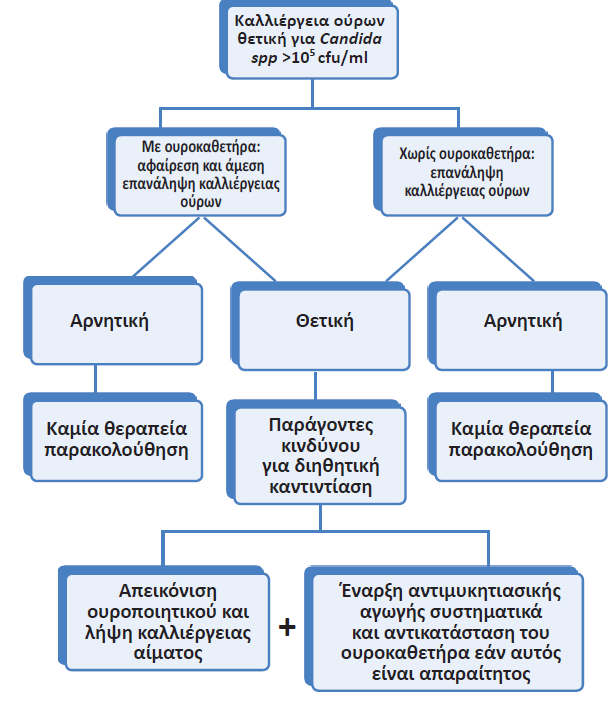 Καλλιέργεια ούρων
θετική για Candida
spp >10⁵ cfu/ml
Με ουροκαθετήρα:
αφαίρεση και άμεση
επανάληψη καλλιέργειας
ούρων
Χωρίς ουροκαθετήρα:
επανάληψη
καλλιέργειας ούρων
Αρνητική
Θετική
Αρνητική
Καμία θεραπεία
παρακολούθηση
Παράγοντες
κινδύνου
για διηθητική
καντιντίαση
Καμία θεραπεία
παρακολούθηση
Απεικόνιση
ουροποιητικού και
λήψη καλλιέργειας
αίματος
+
Έναρξη αντιμυκητιασικής
αγωγής συστηματικά
και αντικατάσταση του
ουροκαθετήρα εάν αυτός
είναι απαραίτητος